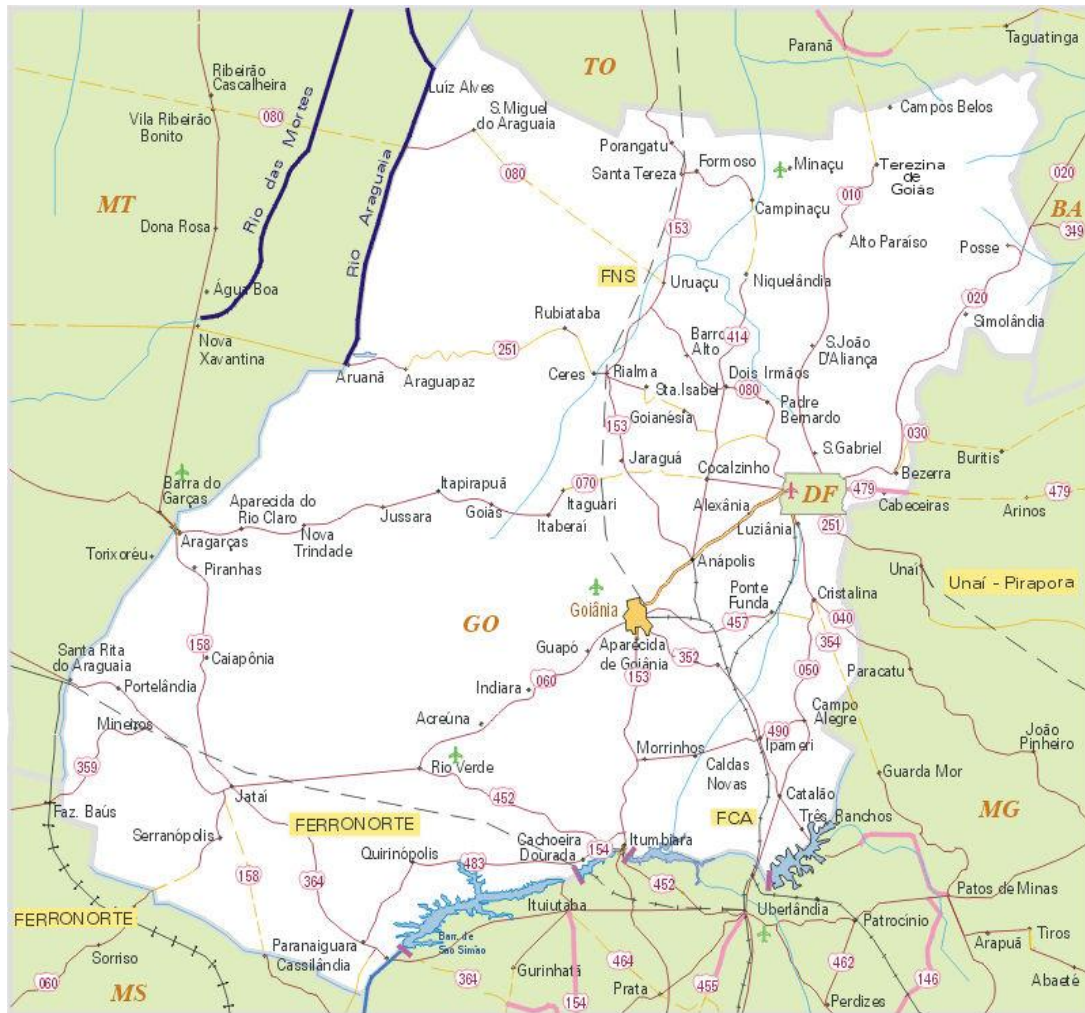 TO
Paranã
Taguatinga
Ribeirão
Cascalheira
Luíz Alves
Vila Ribeirão
Bonito
080
S.Miguel
do Araguaia
Campos Belos
Porangatu
Formoso
Minaçu
Terezina
de
Goiás
Santa Tereza
020
MT
Rio das Mortes
Rio Araguaia
080
010
BA
Campinaçu
Dona Rosa
153
349
Alto Paraíso
Posse
FNS
Água Boa
Uruaçu
Niquelândia
020
Rubiataba
Simolândia
Nova
Xavantina
251
Barro
Alto
414
S.João
D'Aliança
Aruanã
Araguapaz
Ceres
Rialma
Dois Irmãos
Sta.Isabel
080
Padre
Bernardo
Goianésia
153
030
S.Gabriel
Buritis
Jaraguá
Cocalzinho
Bezerra
Barra do
Garças
Itapirapuã
070
Itaguari
DF
479
Cabeceiras
479
Arinos
Aparecida do
Rio Claro
Goiás
Alexânia
Jussara
Itaberaí
Luziânia
251
Nova
Trindade
Aragarças
Torixoréu
Anápolis
Unaí
Piranhas
Unaí - Pirapora
Ponte
Funda
Cristalina
Goiânia
GO
457
040
Guapó
Aparecida
de Goiânia
352
354
Santa Rita
do Araguaia
158
Caiapônia
050
Paracatu
Portelândia
Indiara
060
153
Mineiros
Acreúna
Campo
Alegre
490
João
Pinheiro
Morrinhos
Ipameri
359
Rio Verde
Caldas
Novas
Guarda Mor
Jataí
452
Catalão
Faz. Baús
FCA
Três Ranchos
MG
Serranópolis
FERRONORTE
Cachoeira
Dourada
154
Itumbiara
Quirinópolis
483
158
364
452
Patos de Minas
Ituiutaba
Uberlândia
Patrocínio
FERRONORTE
Paranaiguara
Barr. de
São Simão
Arapuá
Tiros
Sorriso
Cassilândia
464
462
364
Gurinhatã
455
146
Abaeté
060
MS
154
Prata
Perdizes